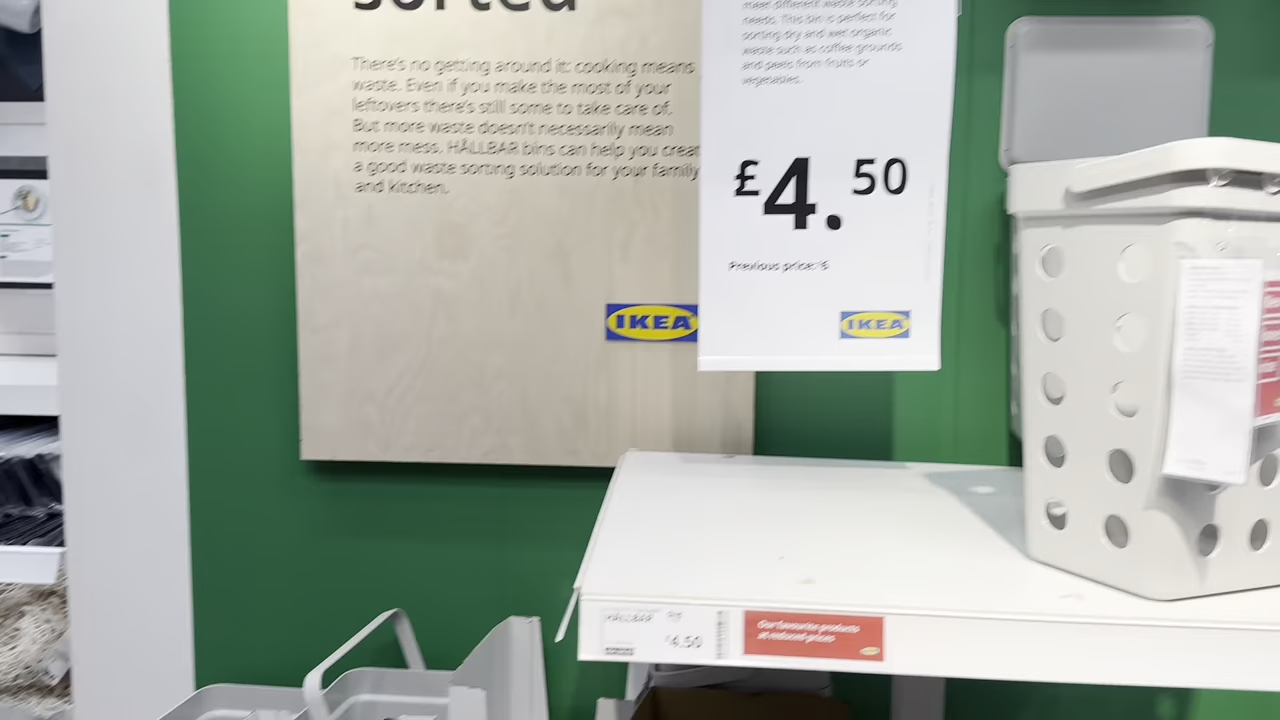 sorted
There's no getting around it: cooking means
waste. Even if you make the most of your
leftovers there's still some to take care of.
But more waste doesn't necessarily mean
more mess. HÅLLBAR bins can help you creat
a good waste sorting solution for your family
and kitchen.
IKEA
meet different waste sorting
needs. This bin is perfect for
sorting dry and wet organic
waste such as coffee grounds
and peels from fruits or
vegetables.
£4.50
Previous price: £6
IKEA
HÅLLBAR
£4.50
Our favourite products
at reduced prices